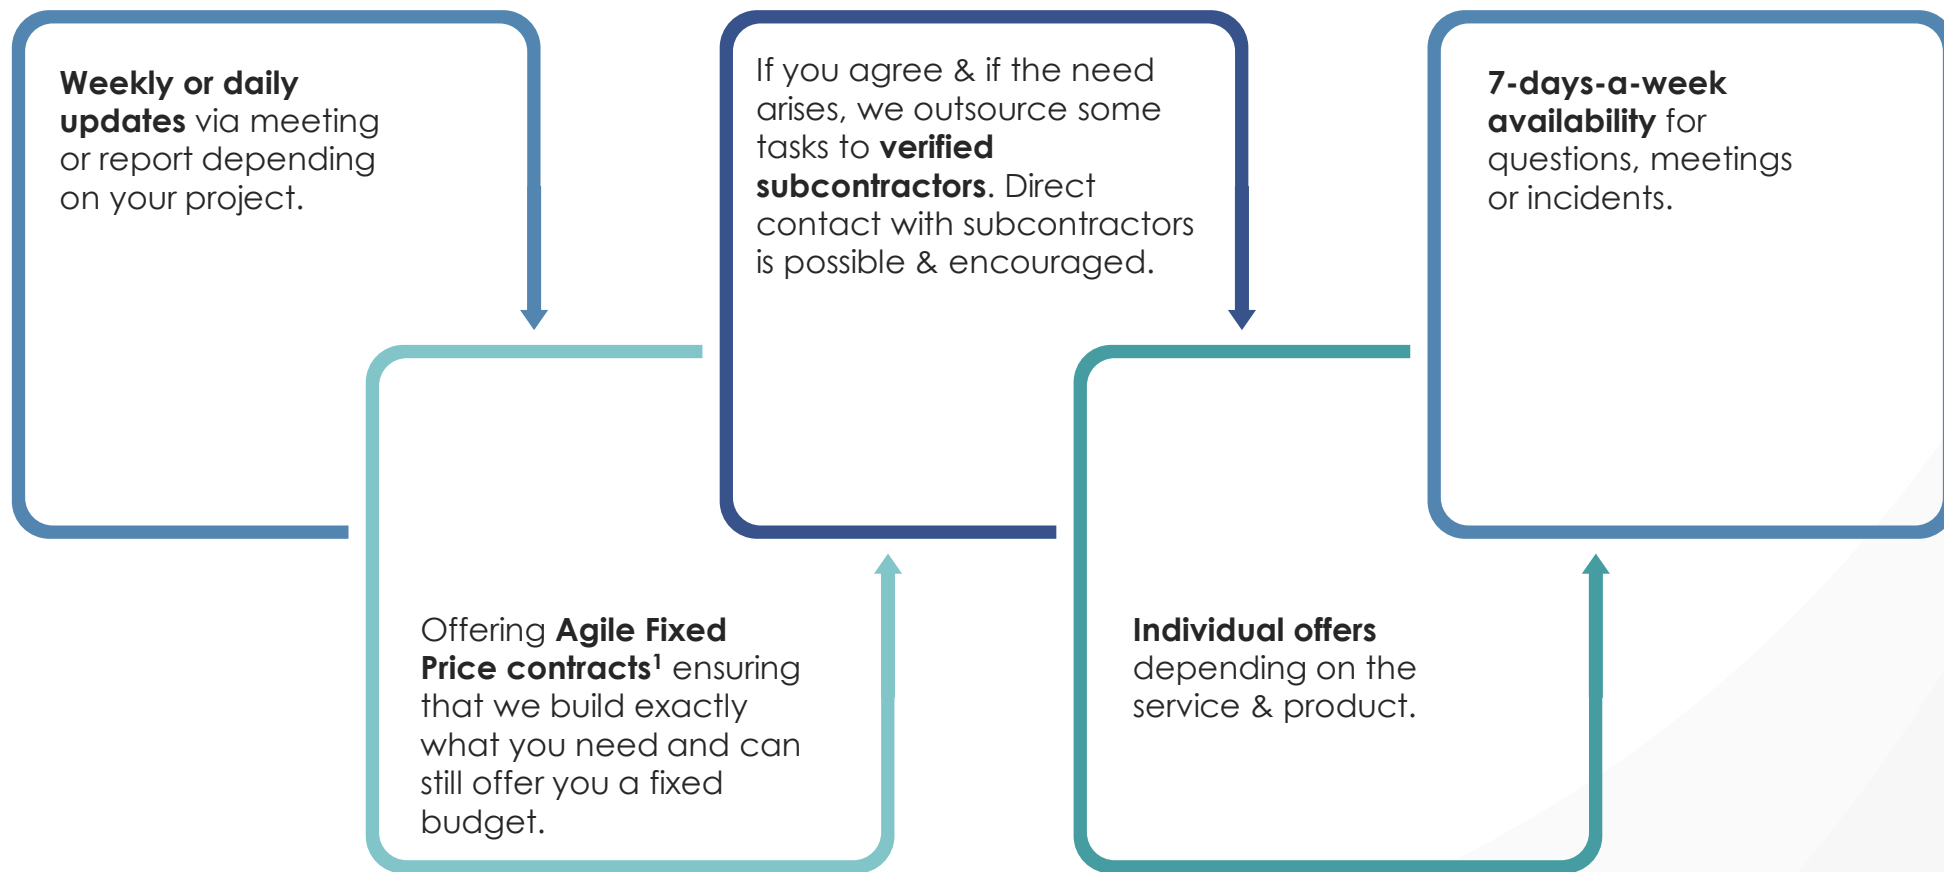 Weekly or daily
updates via meeting
or report depending
on your project.
Offering Agile Fixed
Price contracts¹ ensuring
that we build exactly
what you need and can
still offer you a fixed
budget.
If you agree & if the need
arises, we outsource some
tasks to verified
subcontractors. Direct
contact with subcontractors
is possible & encouraged.
Individual offers
depending on the
service & product.
7-days-a-week
availability for
questions, meetings
or incidents.